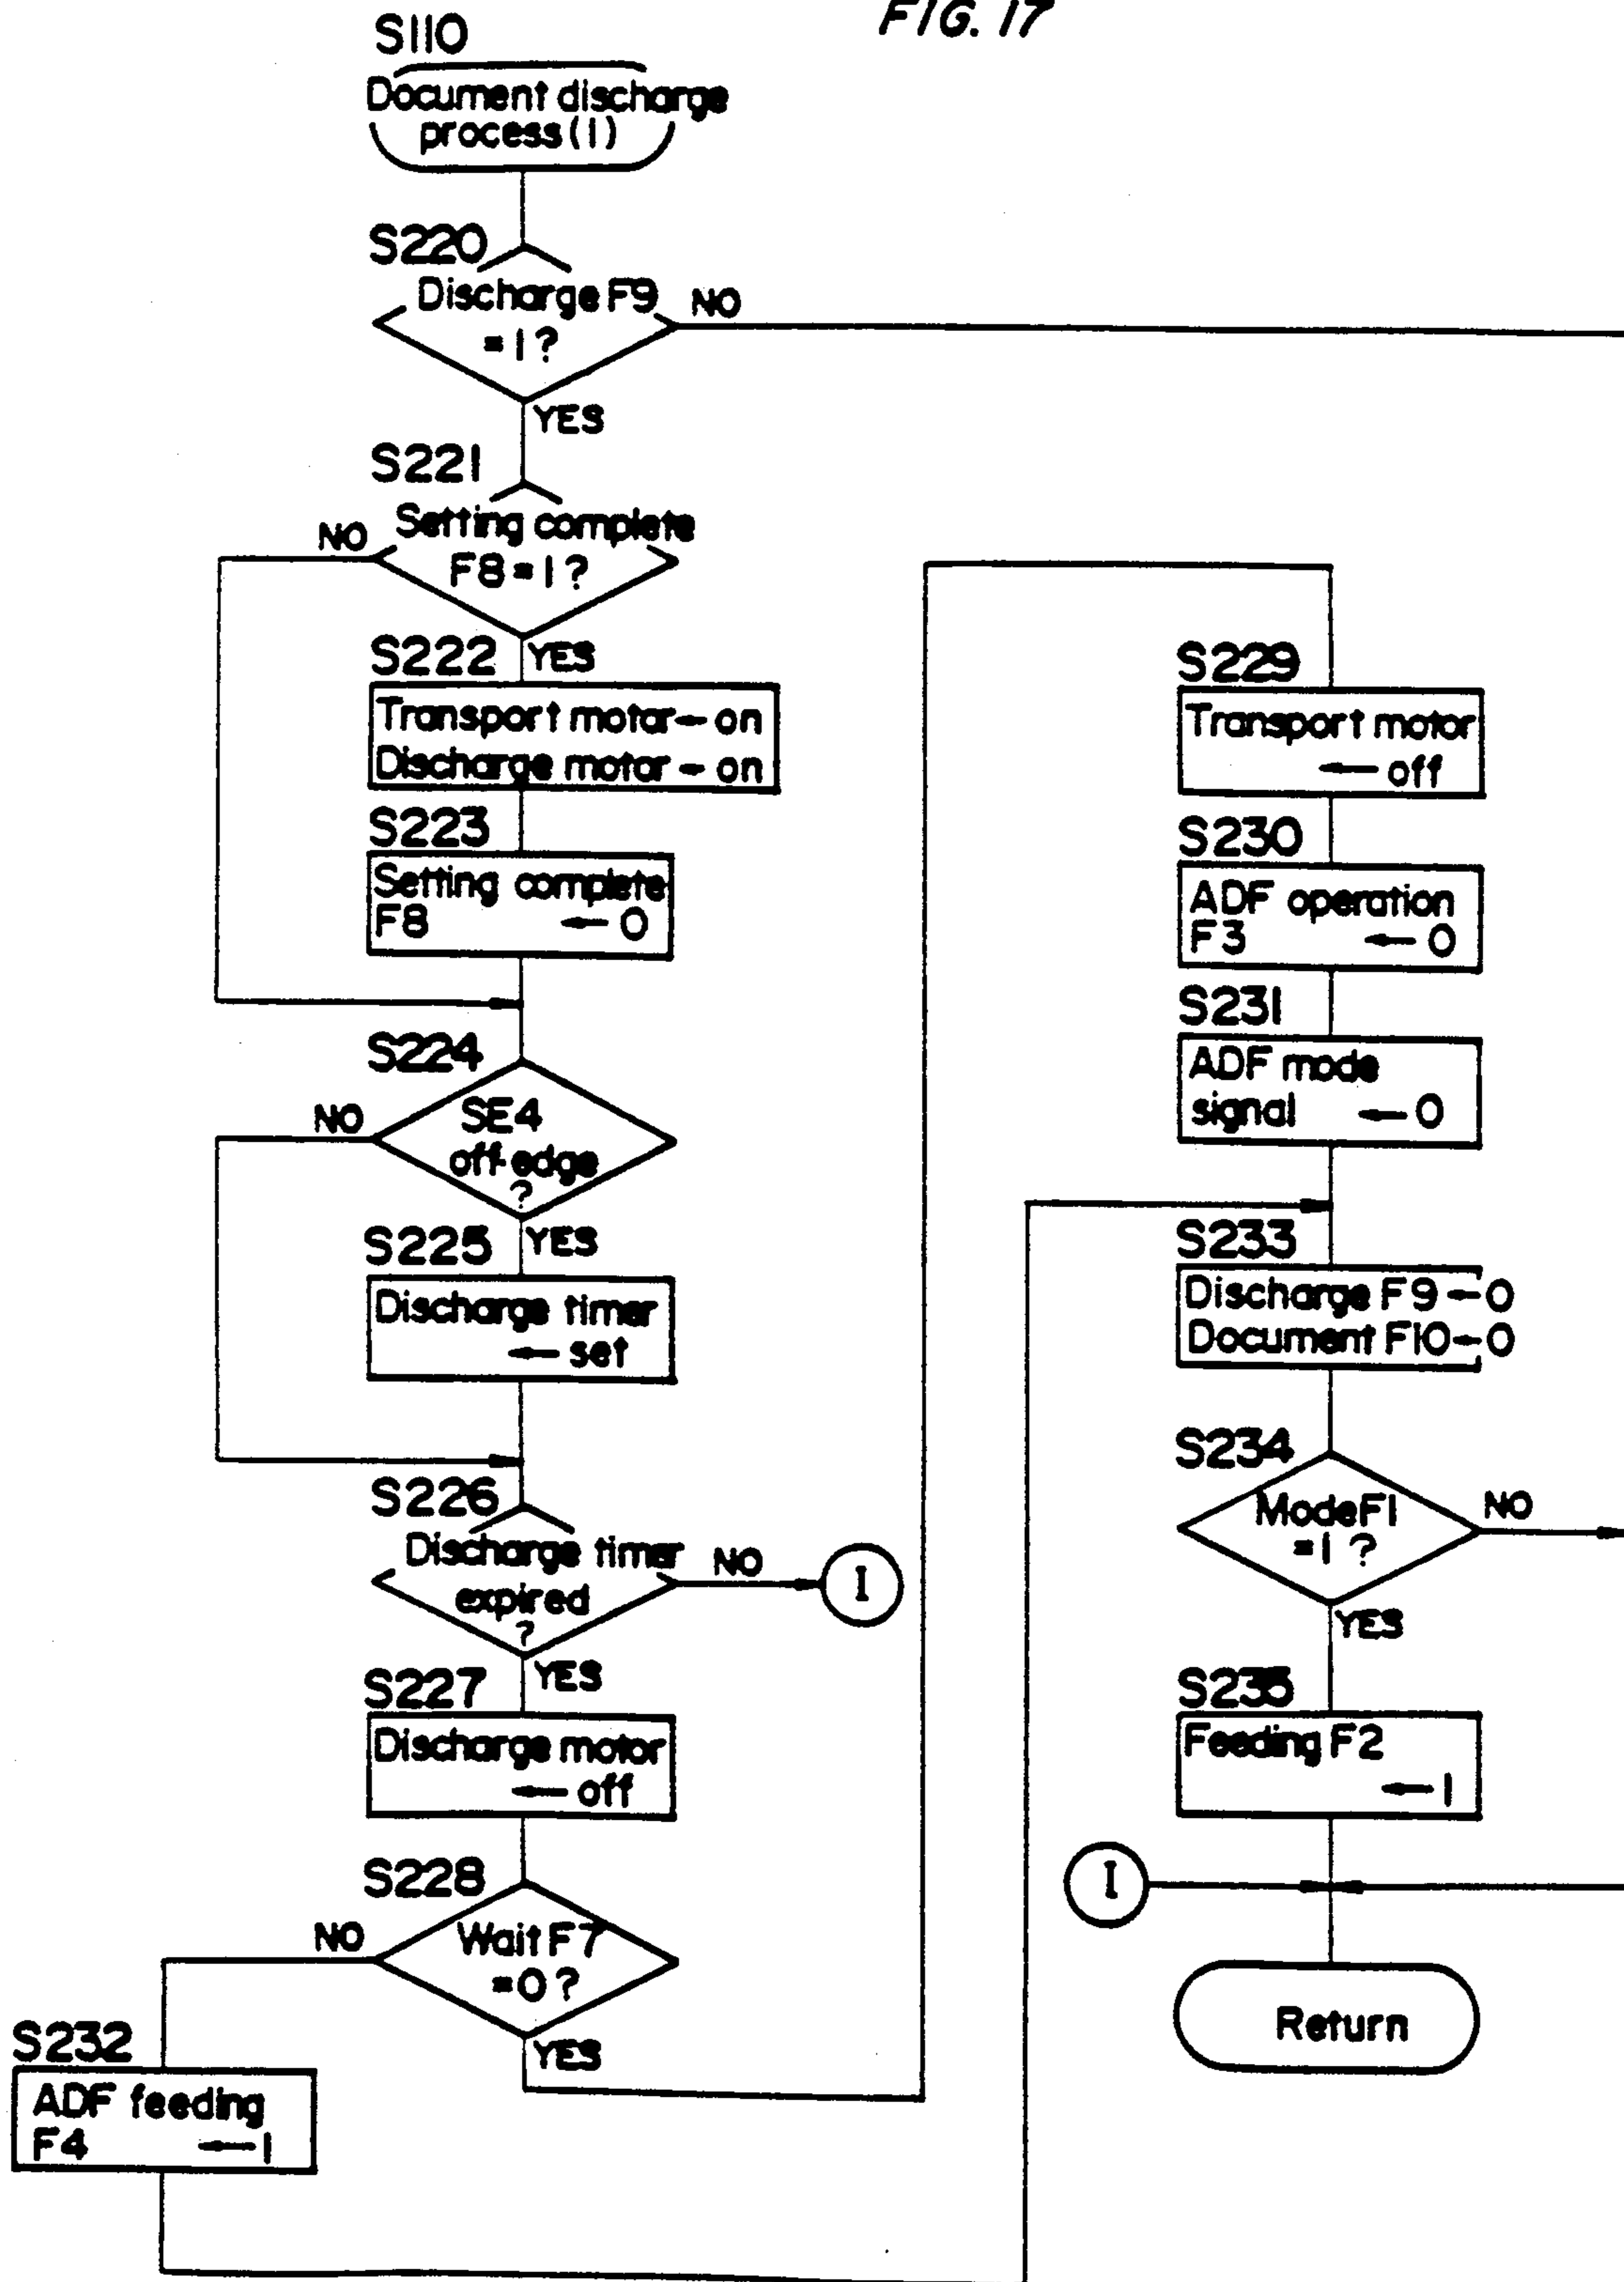 FIG. 17
S110
Document discharge
process(1)
S220
Discharge F9
=1?
NO
YES
S221
Setting complete
F8=1?
NO
YES
S222
Transport motar←on
Discharge motar←on
S223
Setting complete
F8 ←0
S224
SE4
off-edge
?
NO
YES
S225
Discharge timer
←set
S226
Discharge timer
expired
?
NO
I
YES
S227
Discharge motor
←off
S228
Wait F7
=0?
NO
YES
S232
ADF feeding
F4 ←1
S229
Transport motor
←off
S230
ADF operation
F3 ←0
S231
ADF mode
signal ←0
S233
Discharge F9←0
Document F10←0
S234
Mode F1
=1?
NO
YES
S235
Feeding F2
←1
I
Return